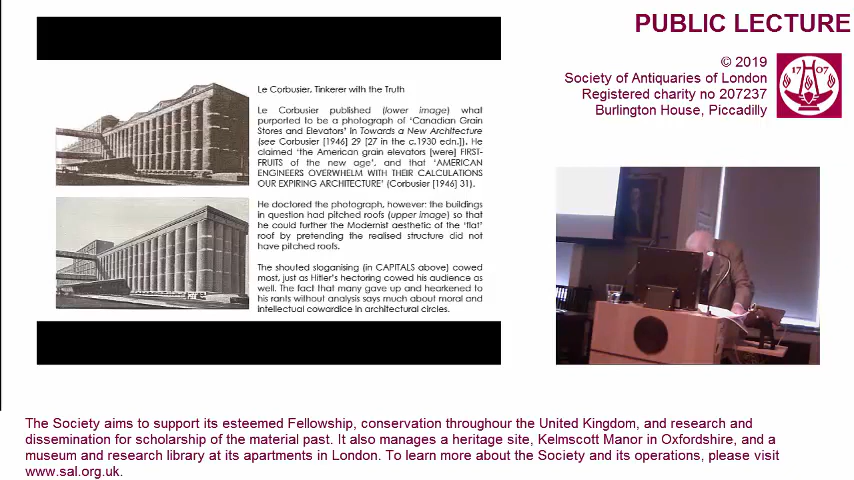 PUBLIC LECTURE
© 2019
Society of Antiquaries of London
Registered charity no 207237
Burlington House, Piccadilly
1707
Le Corbusier, Tinkerer with the Truth
Le Corbusier published (lower image) what
purported to be a photograph of 'Canadian Grain
Stores and Elevators' in Towards a New Architecture
(see Corbusier [1946] 29 [27 in the c.1930 edn.]). He
claimed 'the American grain elevators [were] FIRST-
FRUITS of the new age', and that 'AMERICAN
ENGINEERS OVERWHELM WITH THEIR CALCULATIONS
OUR EXPIRING ARCHITECTURE' (Corbusier [1946] 31).
He doctored the photograph, however: the buildings
in question had pitched roofs (upper image) so that
he could further the Modernist aesthetic of the 'flat'
roof by pretending the realised structure did not
have pitched roofs.
The shouted sloganising (in CAPITALS above) cowed
most, just as Hitler's hectoring cowed his audience as
well. The fact that many gave up and hearkened to
his rants without analysis says much about moral and
intellectual cowardice in architectural circles.
The Society aims to support its esteemed Fellowship, conservation throughour the United Kingdom, and research and
dissemination for scholarship of the material past. It also manages a heritage site, Kelmscott Manor in Oxfordshire, and a
museum and research library at its apartments in London. To learn more about the Society and its operations, please visit
www.sal.org.uk.